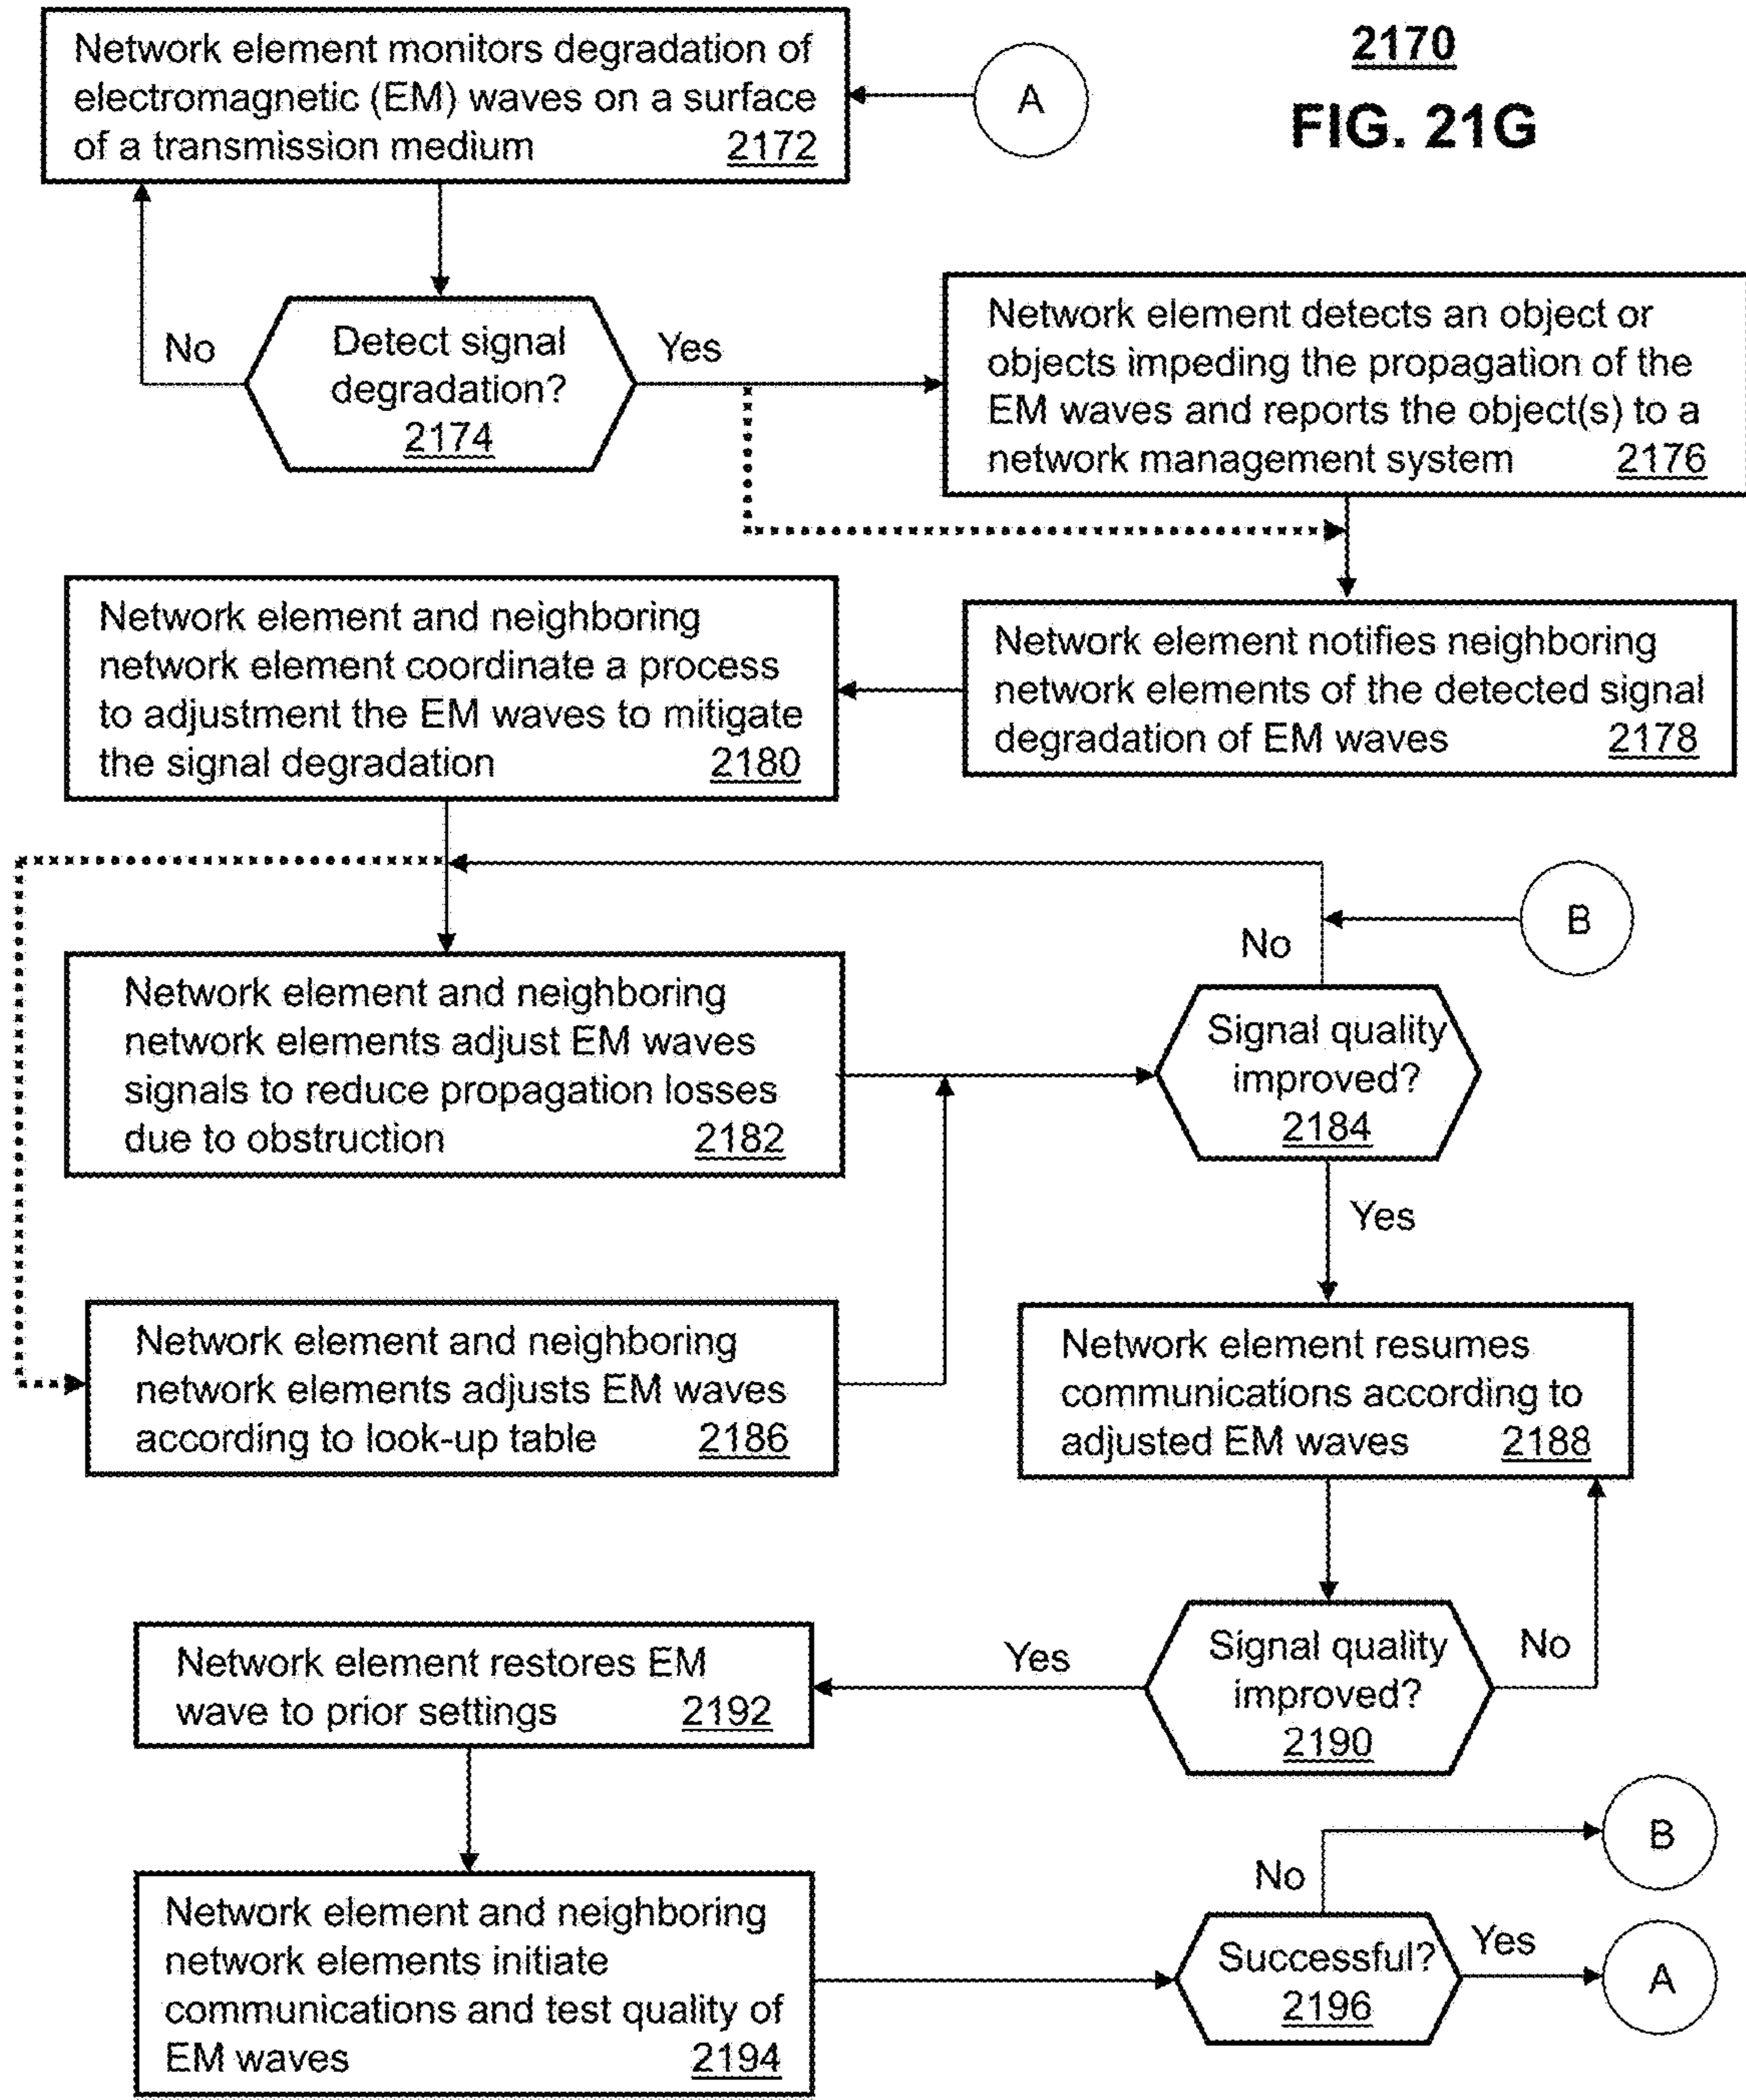 2170
FIG. 21G
Network element monitors degradation of
electromagnetic (EM) waves on a surface
of a transmission medium 2172
A
No
Detect signal
degradation?
2174
Yes
Network element detects an object or
objects impeding the propagation of the
EM waves and reports the object(s) to a
network management system 2176
Network element and neighboring
network element coordinate a process
to adjustment the EM waves to mitigate
the signal degradation 2180
Network element notifies neighboring
network elements of the detected signal
degradation of EM waves 2178
B
No
Network element and neighboring
network elements adjust EM waves
signals to reduce propagation losses
due to obstruction 2182
Signal quality
improved?
2184
Yes
Network element and neighboring
network elements adjusts EM waves
according to look-up table 2186
Network element resumes
communications according to
adjusted EM waves 2188
Network element restores EM
wave to prior settings 2192
Yes
Signal quality
improved?
2190
No
Network element and neighboring
network elements initiate
communications and test quality of
EM waves 2194
No
B
Successful?
2196
Yes
A